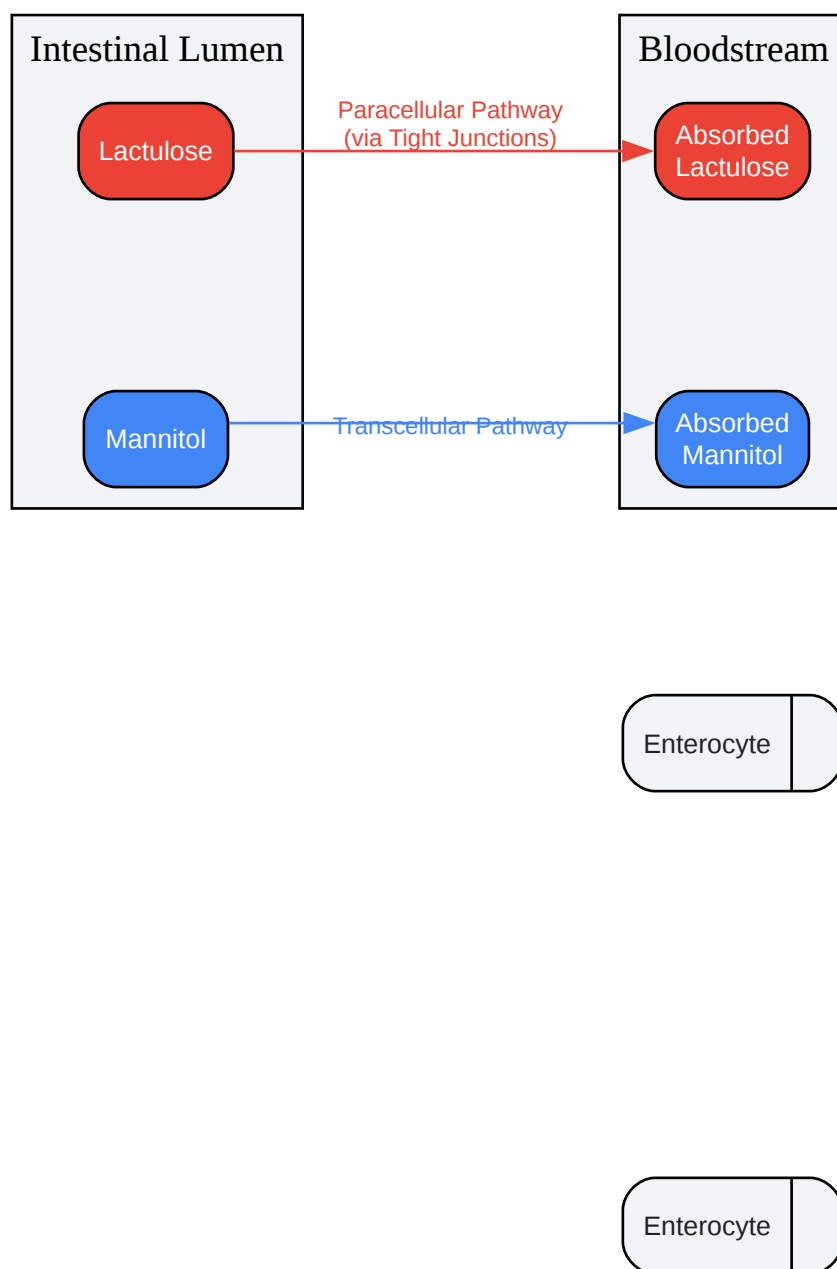 Intestinal Lumen
Bloodstream
Paracellular Pathway
(via Tight Junctions)
Lactulose
Absorbed
Lactulose
Transcellular Pathway
Mannitol
Absorbed
Mannitol
Enterocyte
Enterocyte